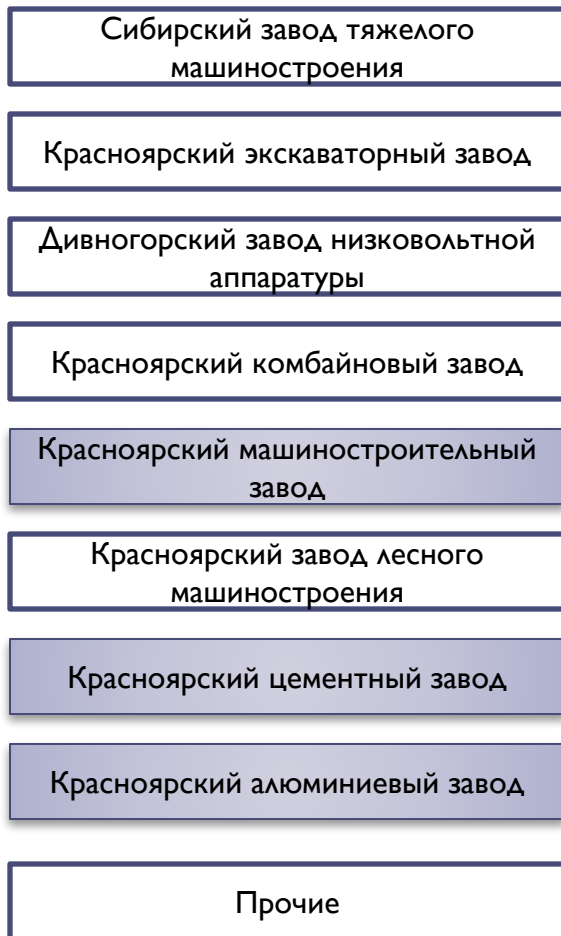 Сибирский завод тяжелого
машиностроения
Красноярский экскаваторный завод
Дивногорский завод низковольтной
аппаратуры
Красноярский комбайновый завод
Красноярский машиностроительный
завод
Красноярский завод лесного
машиностроения
Красноярский цементный завод
Красноярский алюминиевый завод
Прочие